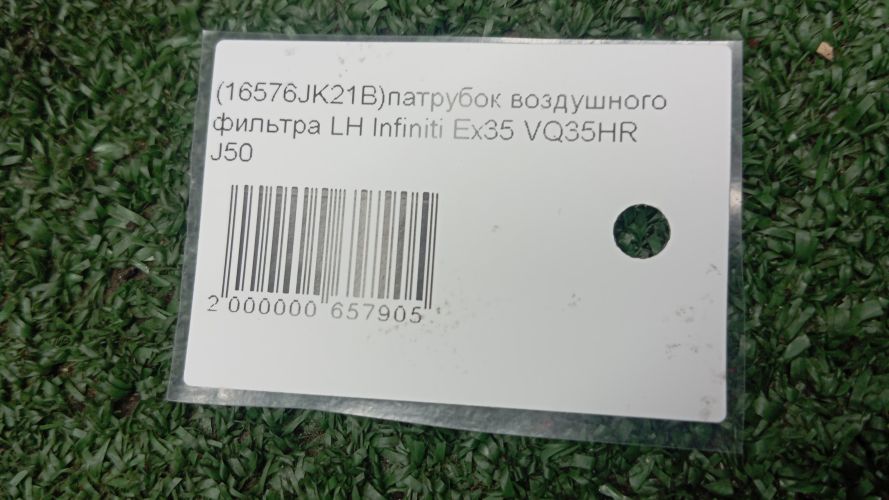 (16576JK21B)патрубок воздушного
фильтра LH Infiniti Ex35 VQ35HR
J50
2 000000 657905